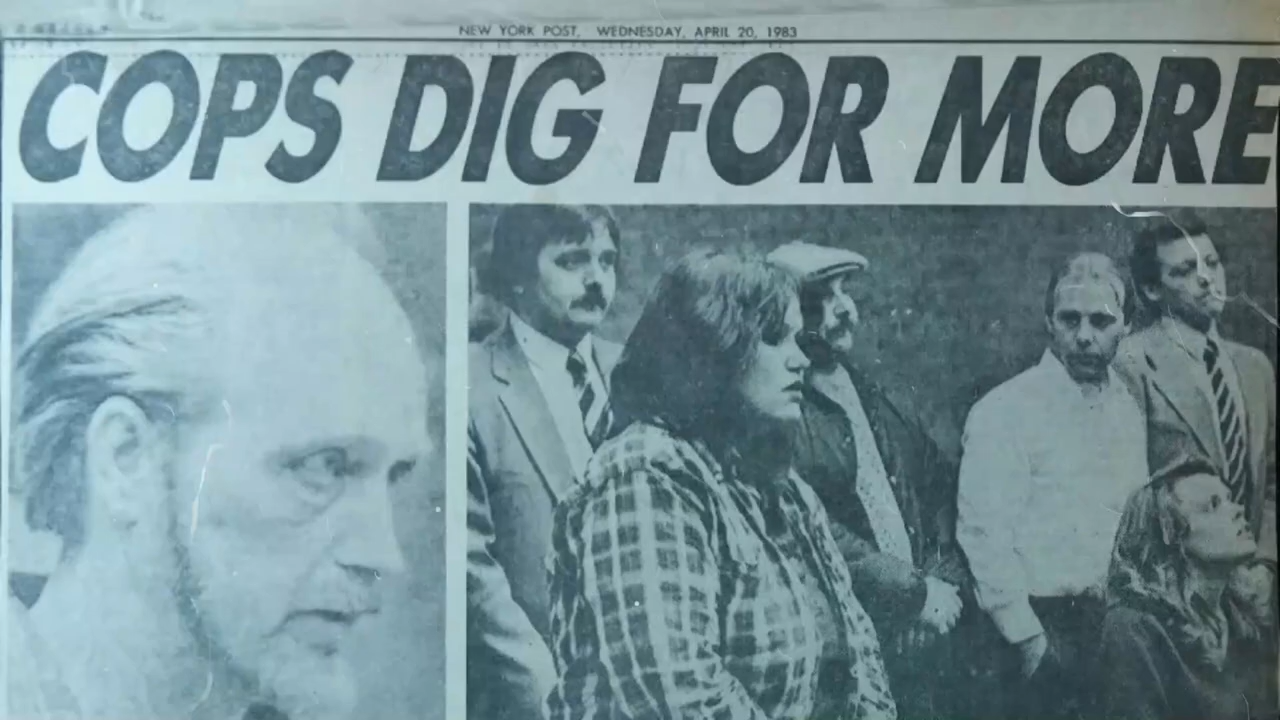 NEW YORK POST, WEDNESDAY, APRIL 20, 1983
COPS DIG FOR MORE